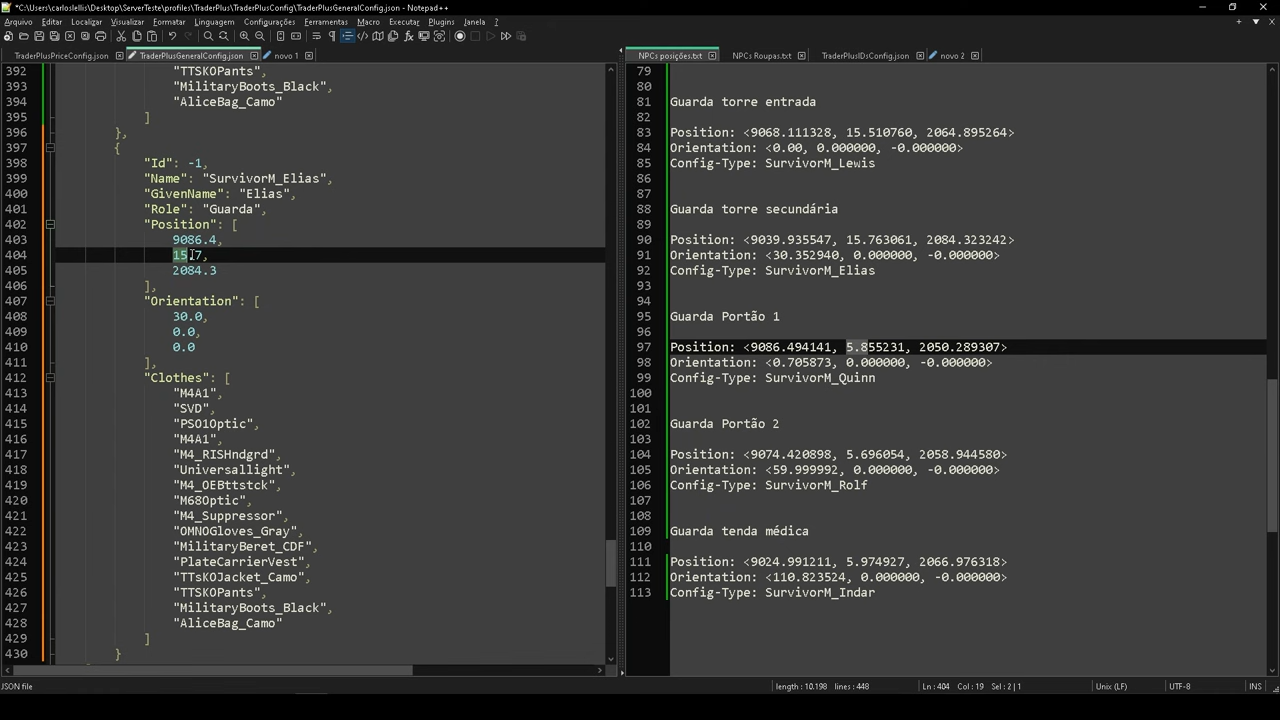 *C:\Users\carloslellis\Desktop\ServerTeste\profiles\TraderPlus\TraderPlusConfig\TraderPlusGeneralConfig.json - Notepad++
Arquivo Editar Localizar Visualizar Formatar Linguagem Configurações Ferramentas Macro Executar Plugins Janela ?
TraderPlusPriceConfig.json TraderPlusGeneralConfig.json novo 1
392 "TTSKOPants",
393 "MilitaryBoots_Black",
394 "AliceBag_Camo"
395 ]
396 },
397 {
398 "Id": -1,
399 "Name": "SurvivorM_Elias",
400 "GivenName": "Elias",
401 "Role": "Guarda",
402 "Position": [
403 9086.4,
404 15.7,
405 2084.3
406 ],
407 "Orientation": [
408 30.0,
409 0.0,
410 0.0
411 ],
412 "Clothes": [
413 "M4A1",
414 "SVD",
415 "PSO1Optic",
416 "M4A1",
417 "M4_RISHndgrd",
418 "Universallight",
419 "M4_OEBttstck",
420 "M68Optic",
421 "M4_Suppressor",
422 "OMNOGloves_Gray",
423 "MilitaryBeret_CDF",
424 "PlateCarrierVest",
425 "TTsKOJacket_Camo",
426 "TTSKOPants",
427 "MilitaryBoots_Black",
428 "AliceBag_Camo"
429 ]
430 }
NPCs posições.txt NPCs Roupas.txt TraderPlusIDsConfig.json novo 2
79
80
81 Guarda torre entrada
82
83 Position: <9068.111328, 15.510760, 2064.895264>
84 Orientation: <0.00, 0.000000, -0.000000>
85 Config-Type: SurvivorM_Lewis
86
87
88 Guarda torre secundária
89
90 Position: <9039.935547, 15.763061, 2084.323242>
91 Orientation: <30.352940, 0.000000, -0.000000>
92 Config-Type: SurvivorM_Elias
93
94
95 Guarda Portão 1
96
97 Position: <9086.494141, 5.855231, 2050.289307>
98 Orientation: <0.705873, 0.000000, -0.000000>
99 Config-Type: SurvivorM_Quinn
100
101
102 Guarda Portão 2
103
104 Position: <9074.420898, 5.696054, 2058.944580>
105 Orientation: <59.999992, 0.000000, -0.000000>
106 Config-Type: SurvivorM_Rolf
107
108
109 Guarda tenda médica
110
111 Position: <9024.991211, 5.974927, 2066.976318>
112 Orientation: <110.823524, 0.000000, -0.000000>
113 Config-Type: SurvivorM_Indar
JSON file length : 10.198 lines : 448 Ln : 404 Col : 19 Sel : 2 | 1 Unix (LF) UTF-8 INS